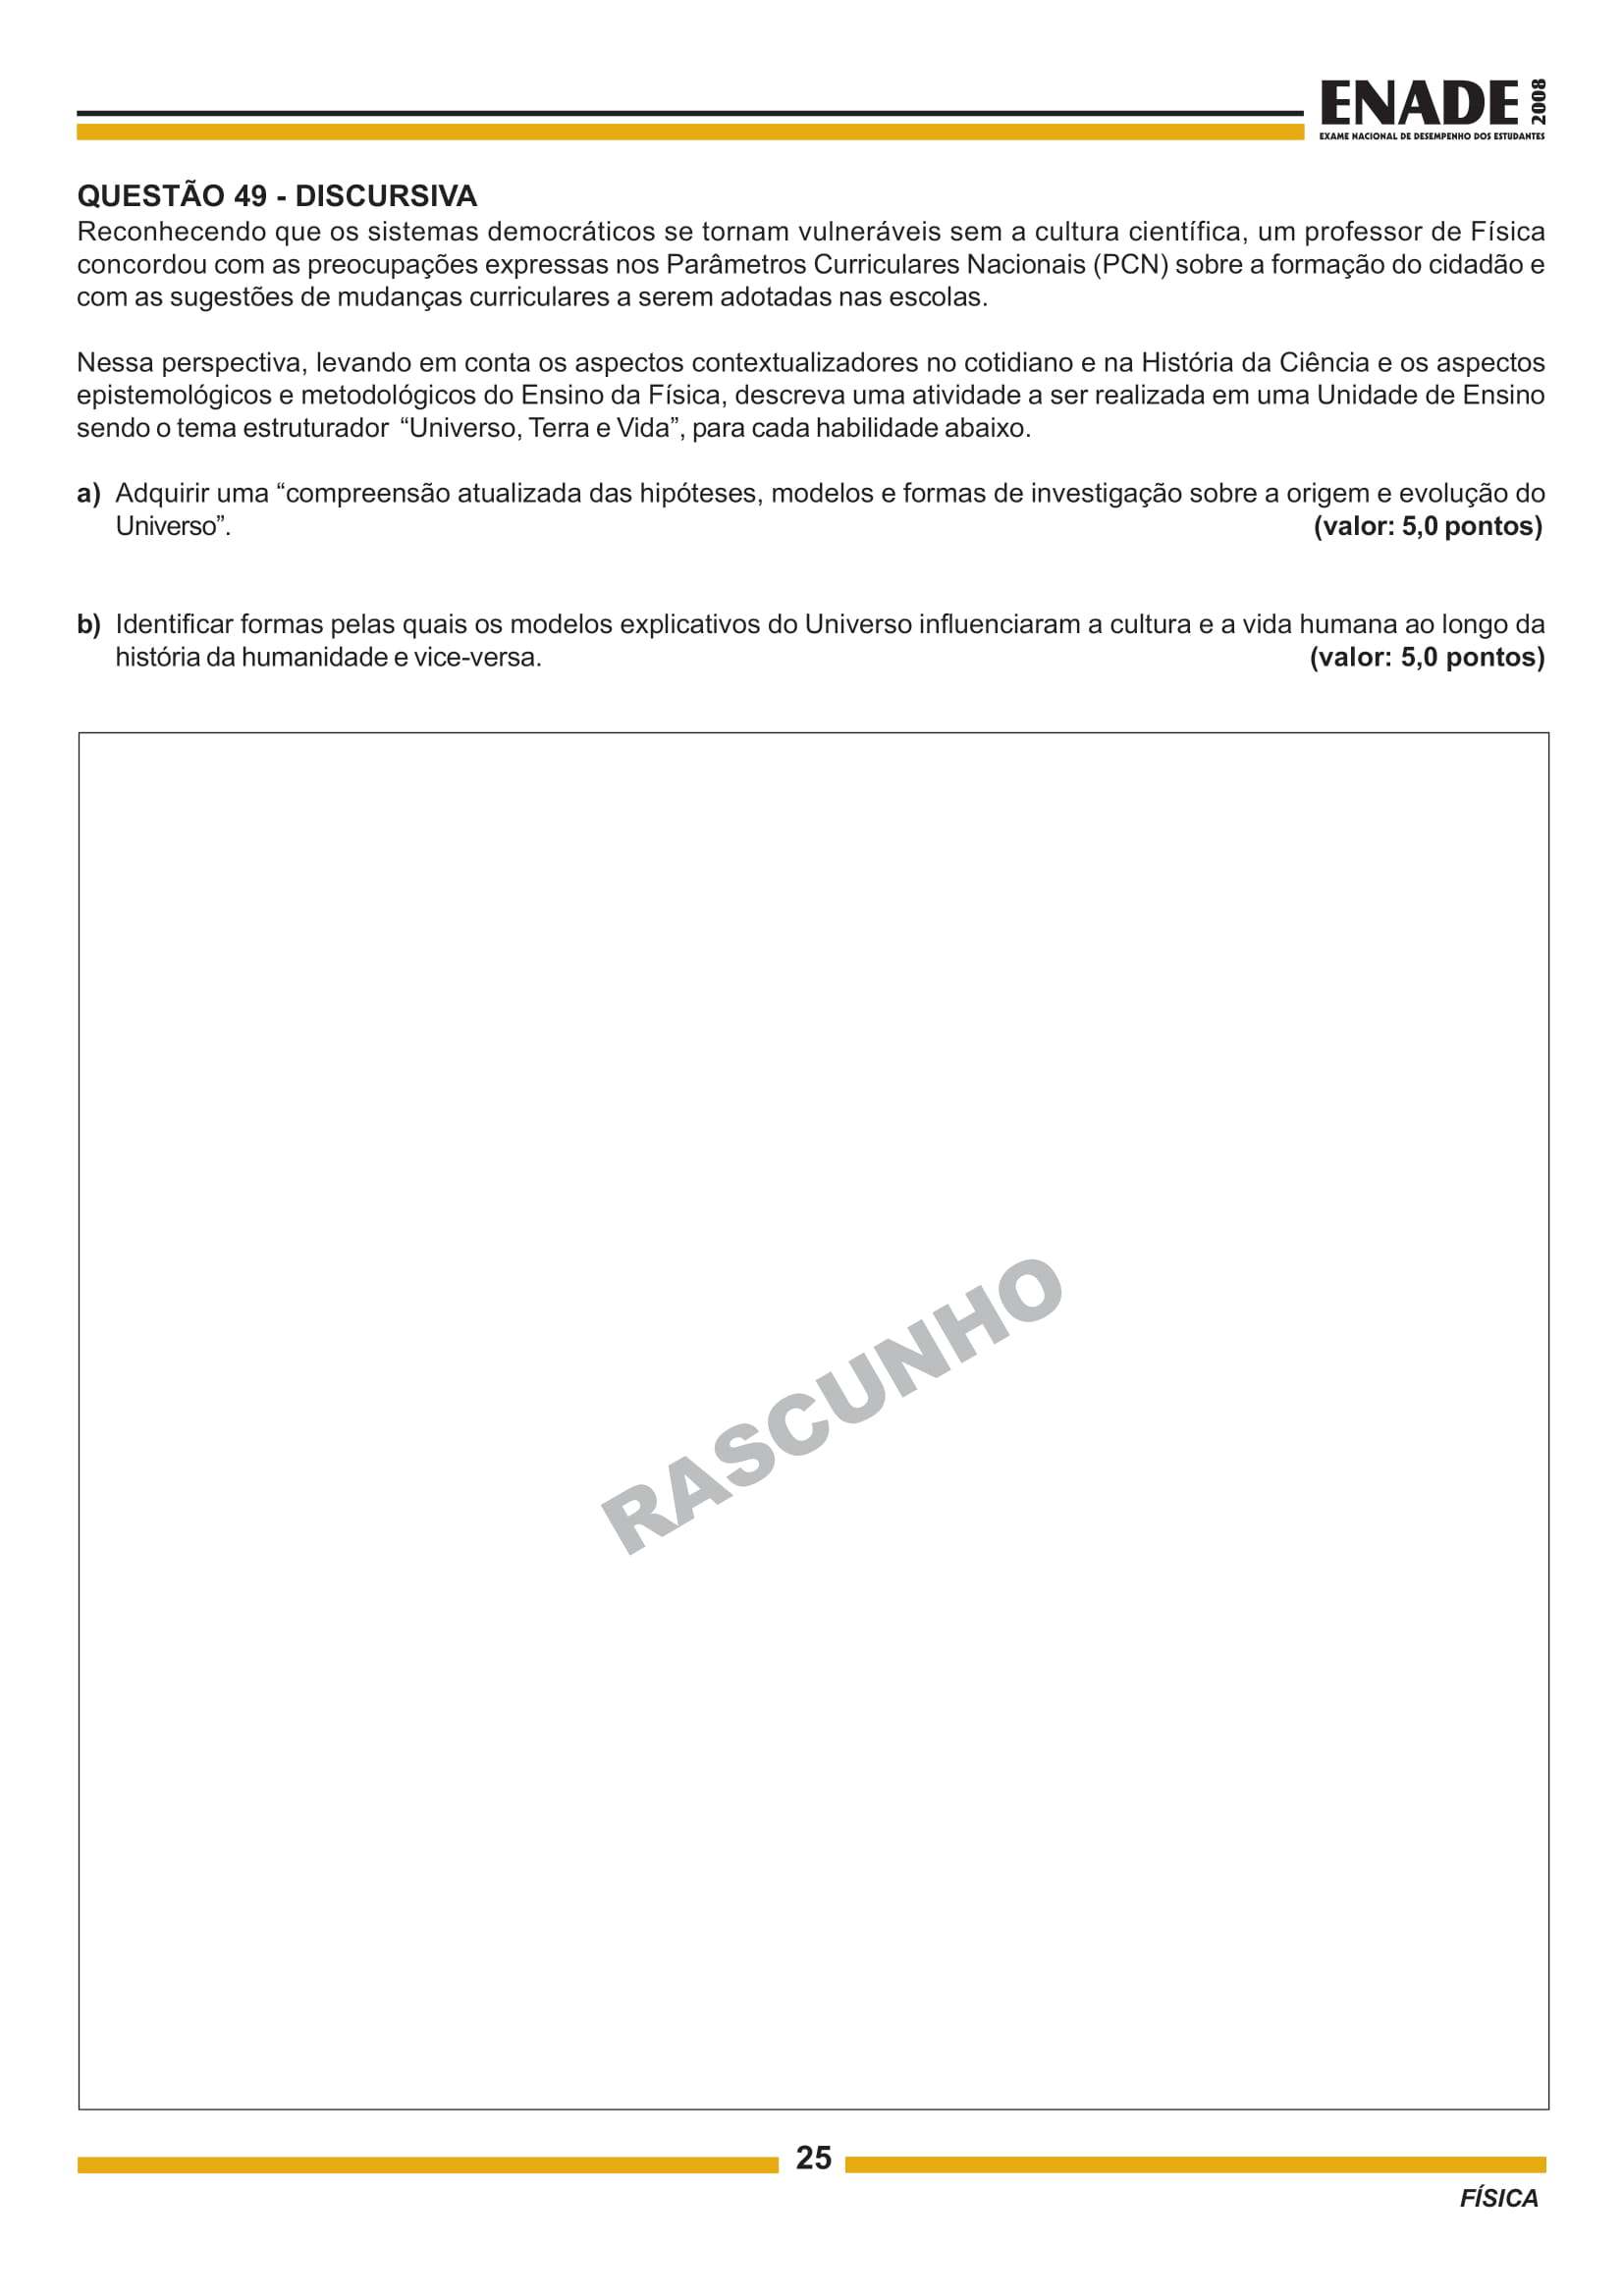 ENADE 2008
EXAME NACIONAL DE DESEMPENHO DOS ESTUDANTES
QUESTÃO 49 - DISCURSIVA
Reconhecendo que os sistemas democráticos se tornam vulneráveis sem a cultura científica, um professor de Física
concordou com as preocupações expressas nos Parâmetros Curriculares Nacionais (PCN) sobre a formação do cidadão e
com as sugestões de mudanças curriculares a serem adotadas nas escolas.
Nessa perspectiva, levando em conta os aspectos contextualizadores no cotidiano e na História da Ciência e os aspectos
epistemológicos e metodológicos do Ensino da Física, descreva uma atividade a ser realizada em uma Unidade de Ensino
sendo o tema estruturador “Universo, Terra e Vida”, para cada habilidade abaixo.
a) Adquirir uma “compreensão atualizada das hipóteses, modelos e formas de investigação sobre a origem e evolução do
Universo”. (valor: 5,0 pontos)
b) Identificar formas pelas quais os modelos explicativos do Universo influenciaram a cultura e a vida humana ao longo da
história da humanidade e vice-versa. (valor: 5,0 pontos)
RASCUNHO
25
FÍSICA